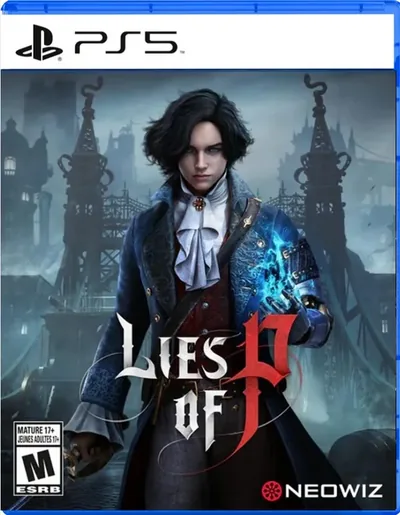 PS5
LIES
OF P
MATURE 17+
JEUNES ADULTES 17+
M
ESRB
NEOWIZ